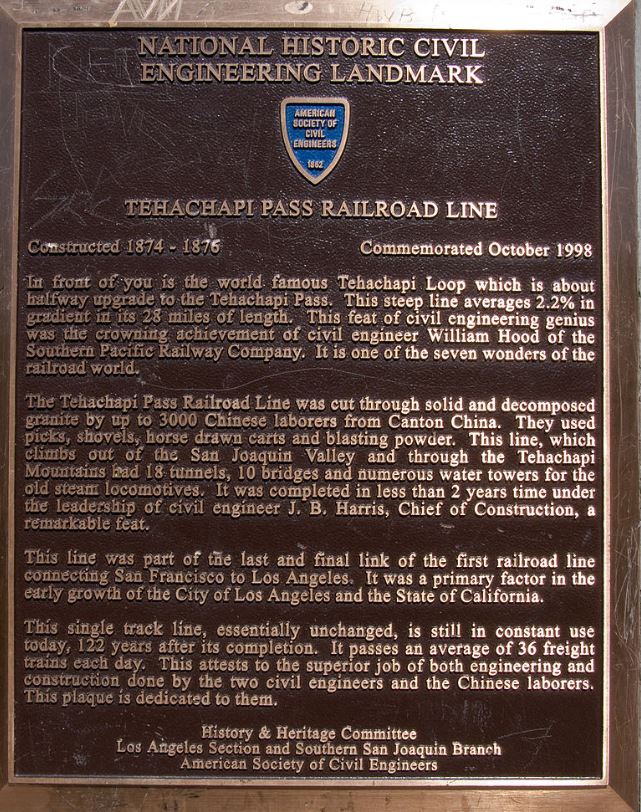 NATIONAL HISTORIC CIVIL
ENGINEERING LANDMARK
AMERICAN
SOCIETY OF
CIVIL
ENGINEERS
1852
TEHACHAPI PASS RAILROAD LINE
Constructed 1874 - 1876 Commemorated October 1998
In front of you is the world famous Tehachapi Loop which is about
halfway upgrade to the Tehachapi Pass. This steep line averages 2.2% in
gradient in its 28 miles of length. This feat of civil engineering genius
was the crowning achievement of civil engineer William Hood of the
Southern Pacific Railway Company. It is one of the seven wonders of the
railroad world.
The Tehachapi Pass Railroad Line was cut through solid and decomposed
granite by up to 3000 Chinese laborers from Canton China. They used
picks, shovels, horse drawn carts and blasting powder. This line, which
climbs out of the San Joaquin Valley and through the Tehachapi
Mountains had 18 tunnels, 10 bridges and numerous water towers for the
old steam locomotives. It was completed in less than 2 years time under
the leadership of civil engineer J. B. Harris, Chief of Construction, a
remarkable feat.
This line was part of the last and final link of the first railroad line
connecting San Francisco to Los Angeles. It was a primary factor in the
early growth of the City of Los Angeles and the State of California.
This single track line, essentially unchanged, is still in constant use
today, 122 years after its completion. It passes an average of 36 freight
trains each day. This attests to the superior job of both engineering and
construction done by the two civil engineers and the Chinese laborers.
This plaque is dedicated to them.
History & Heritage Committee
Los Angeles Section and Southern San Joaquin Branch
American Society of Civil Engineers